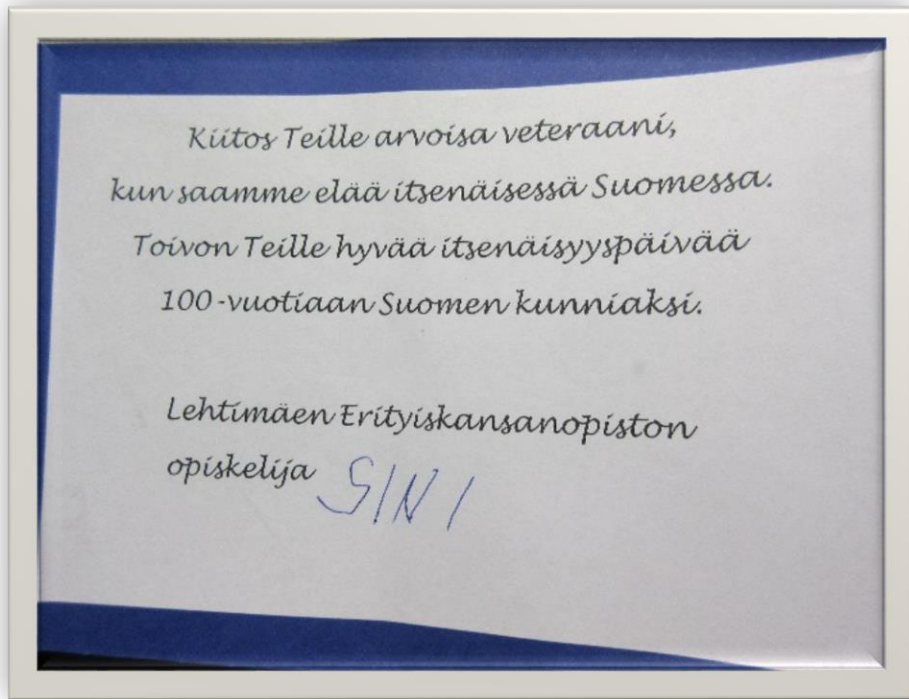 Kiitos Teille arvoisa veteraani,
kun saamme elää itsenäisessä Suomessa.
Toivon Teille hyvää itsenäisyyspäivää
100-vuotiaan Suomen kunniaksi.
Lehtimäen Erityiskansanopiston
opiskelija SINI